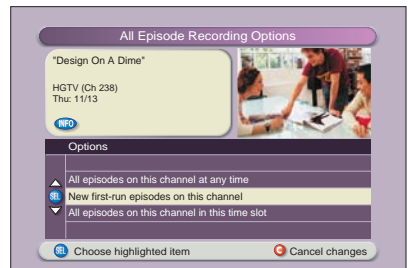 All Episode Recording Options
"Design On A Dime"
HGTV (Ch 238)
Thu: 11/13
INFO
Options
All episodes on this channel at any time
SEL New first-run episodes on this channel
All episodes on this channel in this time slot
SEL Choose highlighted item C Cancel changes